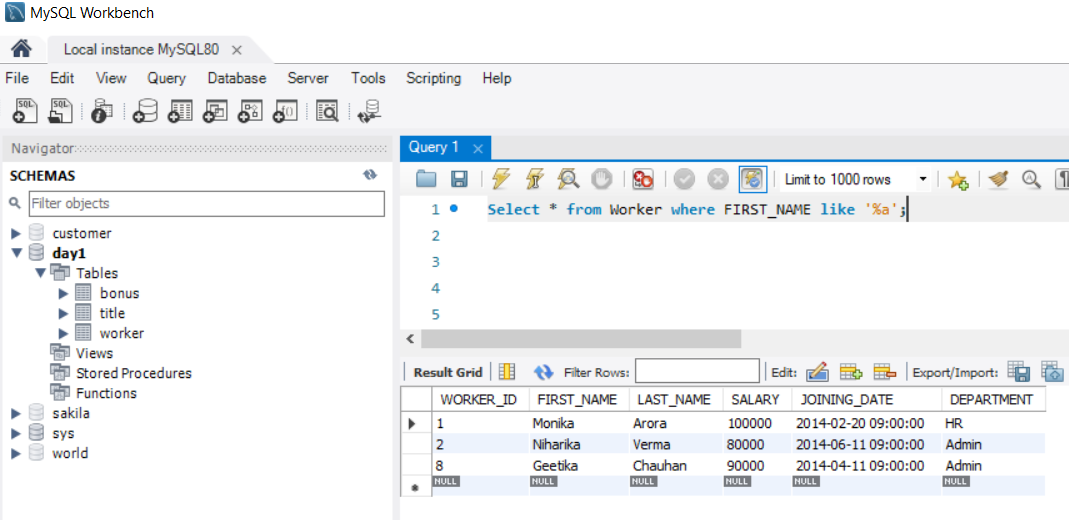 MySQL Workbench
Local instance MySQL80
File Edit View Query Database Server Tools Scripting Help
SQL SQL
Navigator
SCHEMAS
Filter objects
customer
day1
Tables
bonus
title
worker
Views
Stored Procedures
Functions
sakila
sys
world
Query 1
Limit to 1000 rows
1 Select * from Worker where FIRST_NAME like '%a';
2
3
4
5
Result Grid Filter Rows: Edit: Export/Import:
WORKER_ID FIRST_NAME LAST_NAME SALARY JOINING_DATE DEPARTMENT
1 Monika Arora 100000 2014-02-20 09:00:00 HR
2 Niharika Verma 80000 2014-06-11 09:00:00 Admin
8 Geetika Chauhan 90000 2014-04-11 09:00:00 Admin
NULL NULL NULL NULL NULL NULL